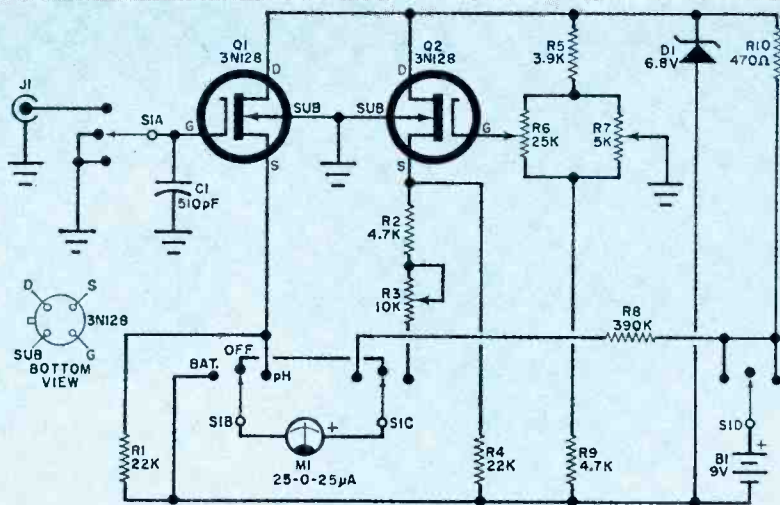 Q1
3N128
Q2
3N128
R5
3.9K
D1
6.8V
R10
470Ω
J1
D
D
S1A
G
SUB
SUB
G
R6
25K
R7
5K
C1
510pF
S
S
R2
4.7K
R3
10K
R8
390K
D
S
3N128
SUB
G
BOTTOM
VIEW
BAT.
OFF
pH
S1B
+
S1C
S1D
+
M1
25-0-25µA
R1
22K
R4
22K
R9
4.7K
B1
9V